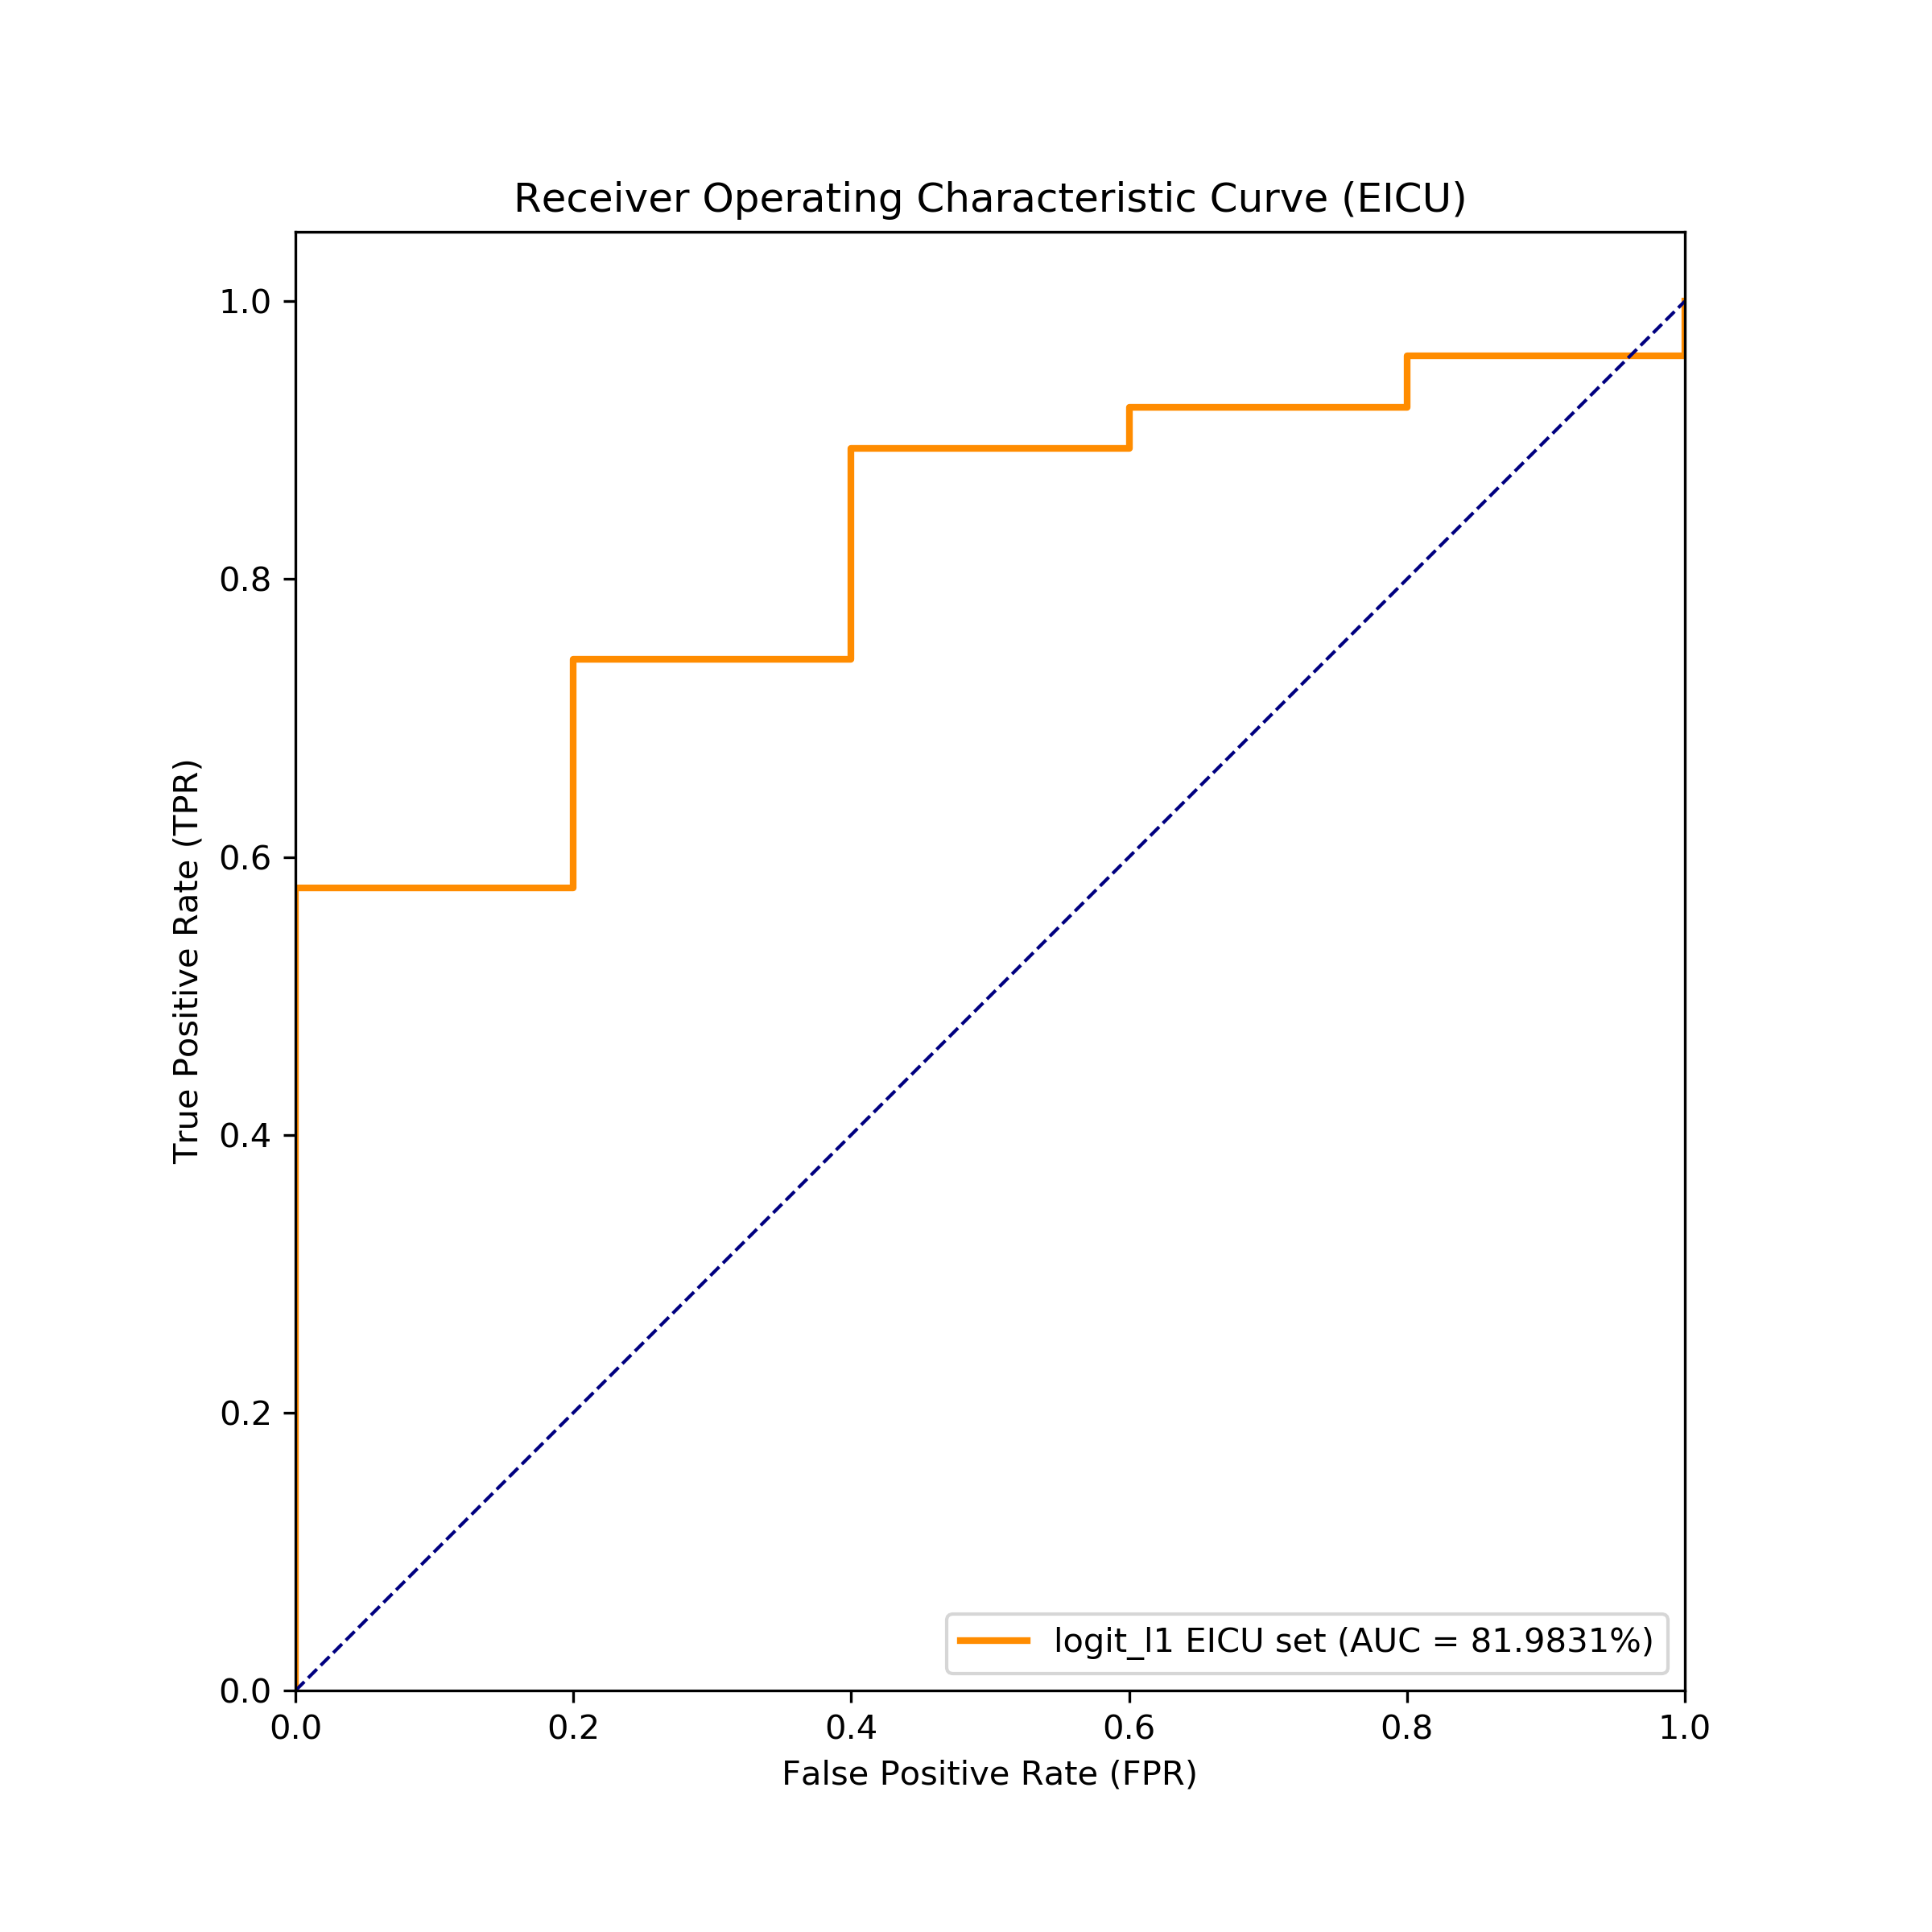 Receiver Operating Characteristic Curve (EICU)
1.0
0.8
0.6
0.4
0.2
0.0
True Positive Rate (TPR)
logit_l1 EICU set (AUC = 81.9831%)
0.0 0.2 0.4 0.6 0.8 1.0
False Positive Rate (FPR)